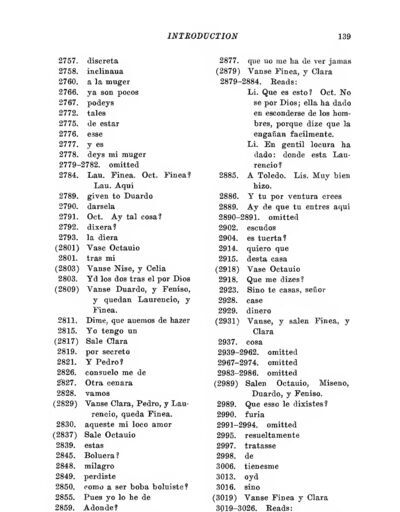 INTRODUCTION 139
2757. discreta
2758. inclinaua
2760. a la muger
2766. ya son pocos
2767. podeys
2772. tales
2775. de estar
2776. esse
2777. y es
2778. deys mi muger
2779–2782. omitted
2784. Lau. Finea. Oct. Finea?
Lau. Aqui
2789. given to Duardo
2790. darsela
2791. Oct. Ay tal cosa?
2792. dixera?
2793. la diera
(2801) Vase Octauio
2801. tras mi
(2803) Vanse Nise, y Celia
2803. Yd los dos tras el por Dios
(2809) Vanse Duardo, y Feniso,
y quedan Laurencio, y
Finea.
2811. Dime, que auemos de hazer
2815. Yo tengo un
(2817) Sale Clara
2819. por secreto
2821. Y Pedro?
2826. consuelo me de
2827. Otra cenara
2828. vamos
(2829) Vanse Clara, Pedro, y Lau-
rencio, queda Finea.
2830. aqueste mi loco amor
(2837) Sale Octauio
2839. estas
2845. Boluera?
2848. milagro
2849. perdiste
2850. como a ser boba boluiste?
2855. Pues yo lo he de
2859. Adonde?
2877. que no me ha de ver jamas
(2879) Vanse Finea, y Clara
2879–2884. Reads:
Li. Que es esto? Oct. No
se por Dios; ella ha dado
en esconderse de los hom-
bres, porque dize que la
engañan facilmente.
Li. En gentil locura ha
dado: donde esta Lau-
rencio?
2885. A Toledo. Lis. Muy bien
hizo.
2886. Y tu por ventura crees
2889. Ay de que tu entres aqui
2890–2891. omitted
2902. escudos
2904. es tuerta?
2914. quiero que
2915. desta casa
(2918) Vase Octauio
2918. Que me dizes?
2923. Sino te casas, señor
2928. case
2929. dinero
(2931) Vanse, y salen Finea, y
Clara
2937. cosa
2939–2962. omitted
2967–2974. omitted
2983–2986. omitted
(2989) Salen Octauio, Miseno,
Duardo, y Feniso.
2989. Que esso le dixistes?
2990. furia
2991–2994. omitted
2995. resueltamente
2997. tratasse
2998. de
3006. tienesme
3013. oyd
3016. sino
(3019) Vanse Finea y Clara
3019–3026. Reads: